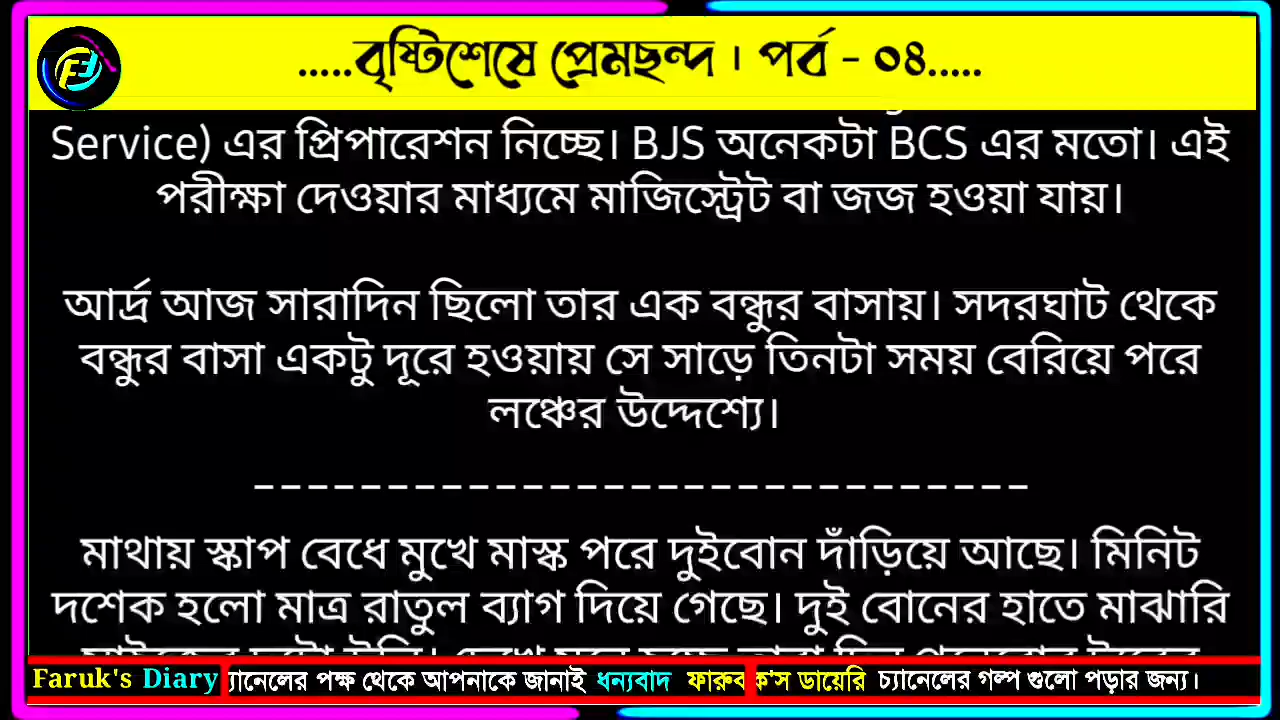 .....বৃষ্টিশেষে প্রেমছন্দ । পর্ব - ০৪.....
Service) এর প্রিপারেশন নিচ্ছে। BJS অনেকটা BCS এর মতো। এই
পরীক্ষা দেওয়ার মাধ্যমে মাজিস্ট্রেট বা জজ হওয়া যায়।
আর্দ্র আজ সারাদিন ছিলো তার এক বন্ধুর বাসায়। সদরঘাট থেকে
বন্ধুর বাসা একটু দূরে হওয়ায় সে সাড়ে তিনটা সময় বেরিয়ে পরে
লঞ্চের উদ্দেশ্যে।
------------------------------
মাথায় স্কাপ বেধে মুখে মাস্ক পরে দুইবোন দাঁড়িয়ে আছে। মিনিট
দশেক হলো মাত্র রাতুল ব্যাগ দিয়ে গেছে। দুই বোনের হাতে মাঝারি
Faruk's Diary চ্যানেলের পক্ষ থেকে আপনাকে জানাই ধন্যবাদ ফারুক'স ডায়েরি চ্যানেলের গল্প গুলো পড়ার জন্য।